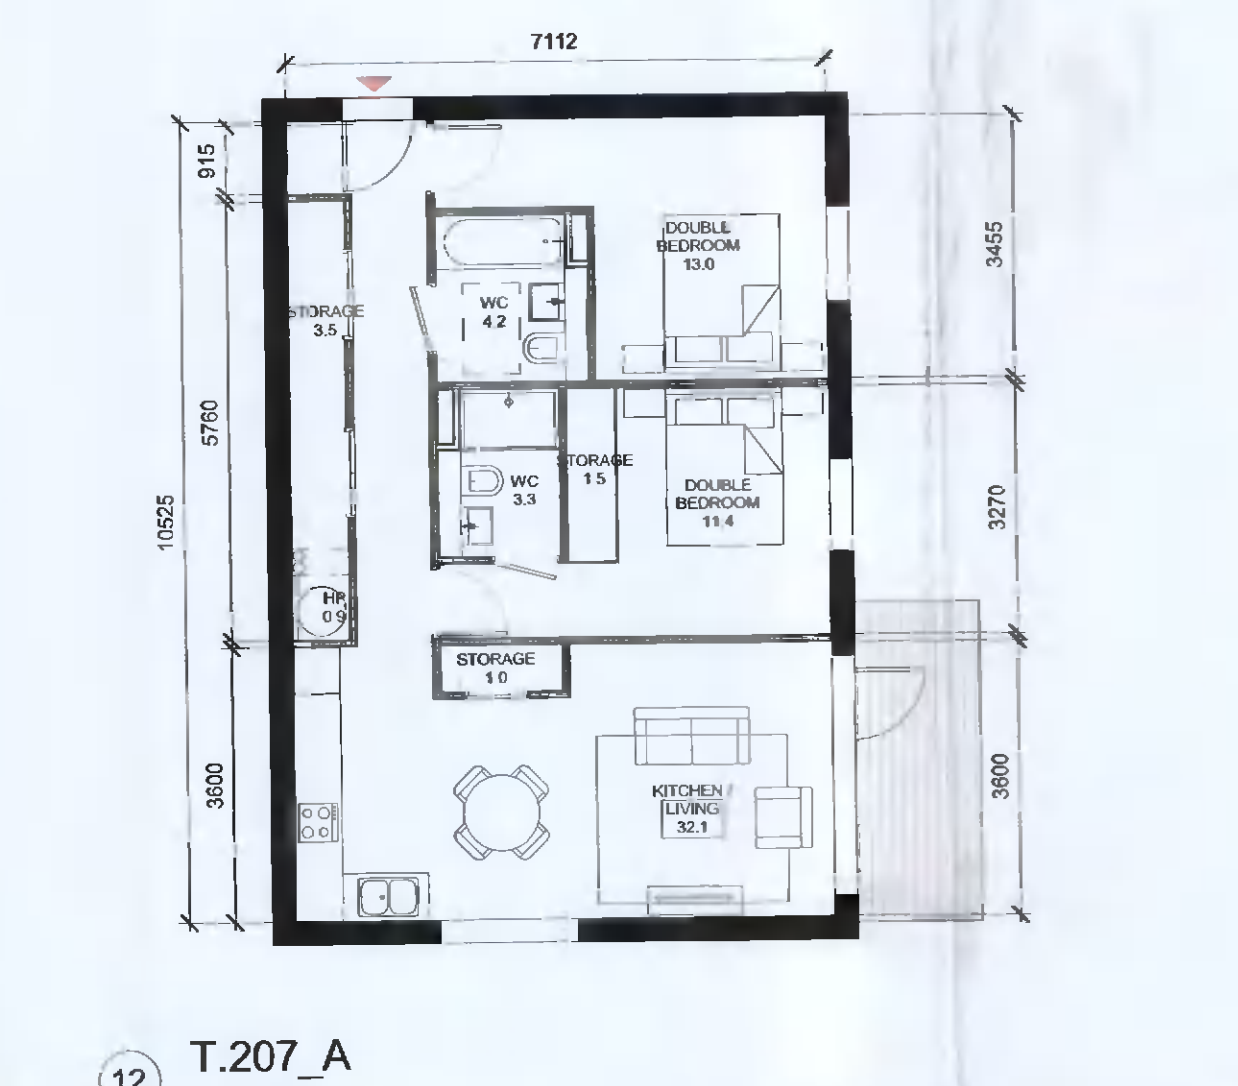 7112
915
3455
DOUBLE
BEDROOM
13.0
WC
4.2
STORAGE
3.5
5760
10525
STORAGE
1.5
WC
3.3
DOUBLE
BEDROOM
11.4
3270
HP
0.9
STORAGE
1.0
3600
KITCHEN /
LIVING
32.1
3600
T.207_A
12